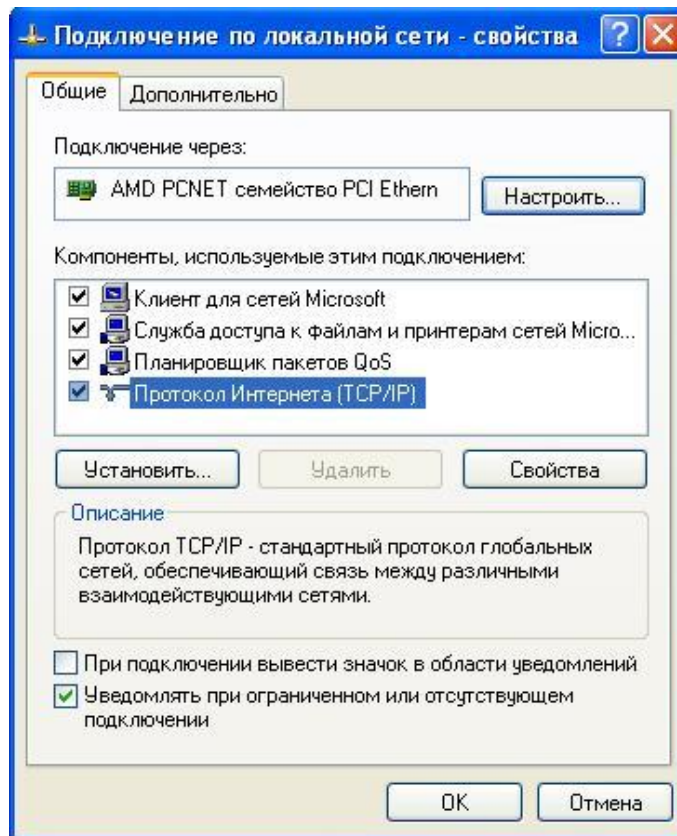 Подключение по локальной сети - свойства
Общие
Дополнительно
Подключение через:
AMD PCNET семейство PCI Ethern
Настроить...
Компоненты, используемые этим подключением:
Клиент для сетей Microsoft
Служба доступа к файлам и принтерам сетей Micro...
Планировщик пакетов QoS
Протокол Интернета (TCP/IP)
Установить...
Удалить
Свойства
Описание
Протокол TCP/IP - стандартный протокол глобальных
сетей, обеспечивающий связь между различными
взаимодействующими сетями.
При подключении вывести значок в области уведомлений
Уведомлять при ограниченном или отсутствующем
подключении
OK
Отмена